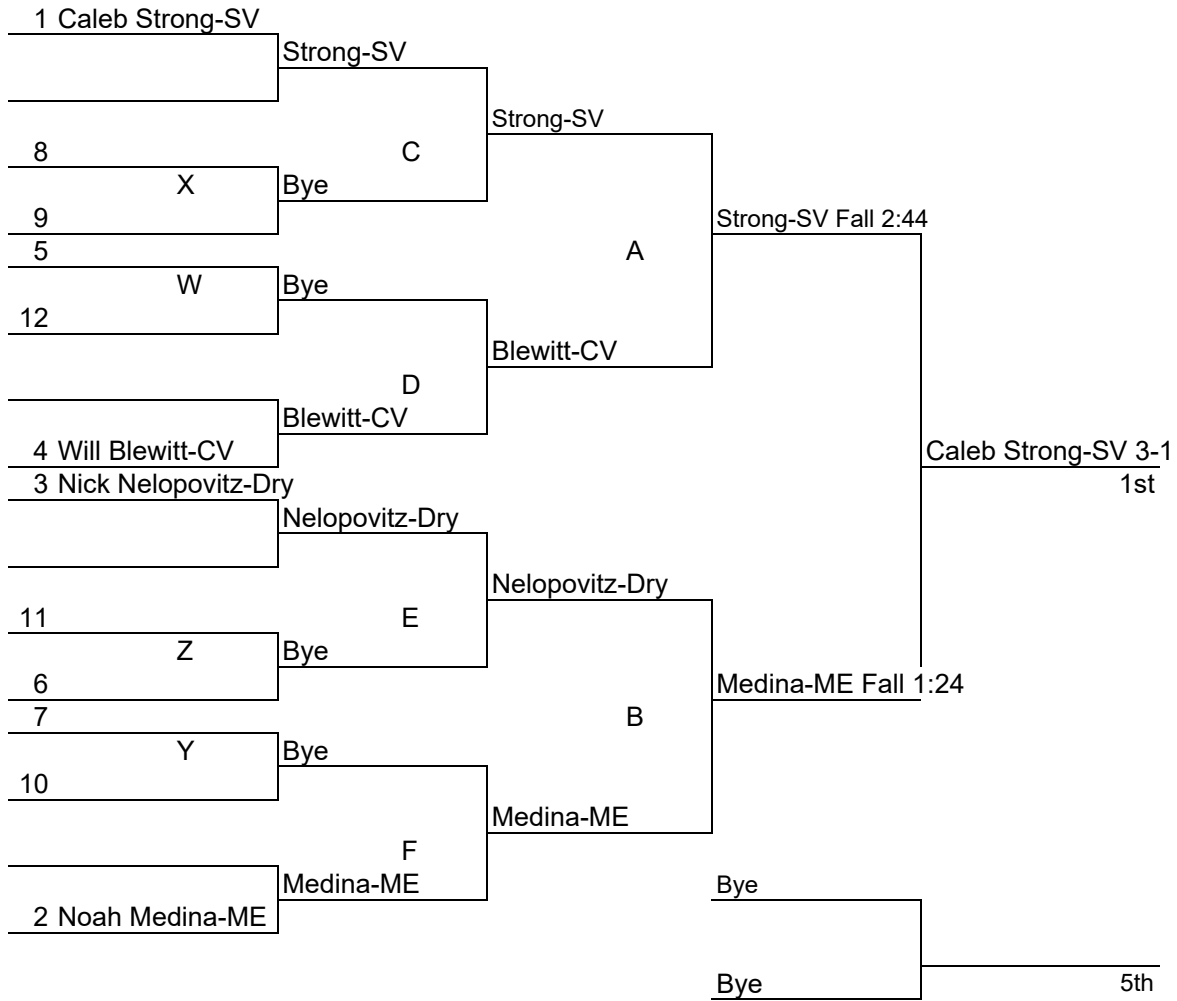 1 Caleb Strong-SV
Strong-SV
Strong-SV
8
C
X
Bye
9
Strong-SV Fall 2:44
5
A
W
Bye
12
Blewitt-CV
D
Blewitt-CV
4 Will Blewitt-CV
Caleb Strong-SV 3-1
3 Nick Nelopovitz-Dry
1st
Nelopovitz-Dry
Nelopovitz-Dry
11
E
Z
Bye
6
Medina-ME Fall 1:24
7
B
Y
Bye
10
Medina-ME
F
Medina-ME
Bye
2 Noah Medina-ME
Bye
5th